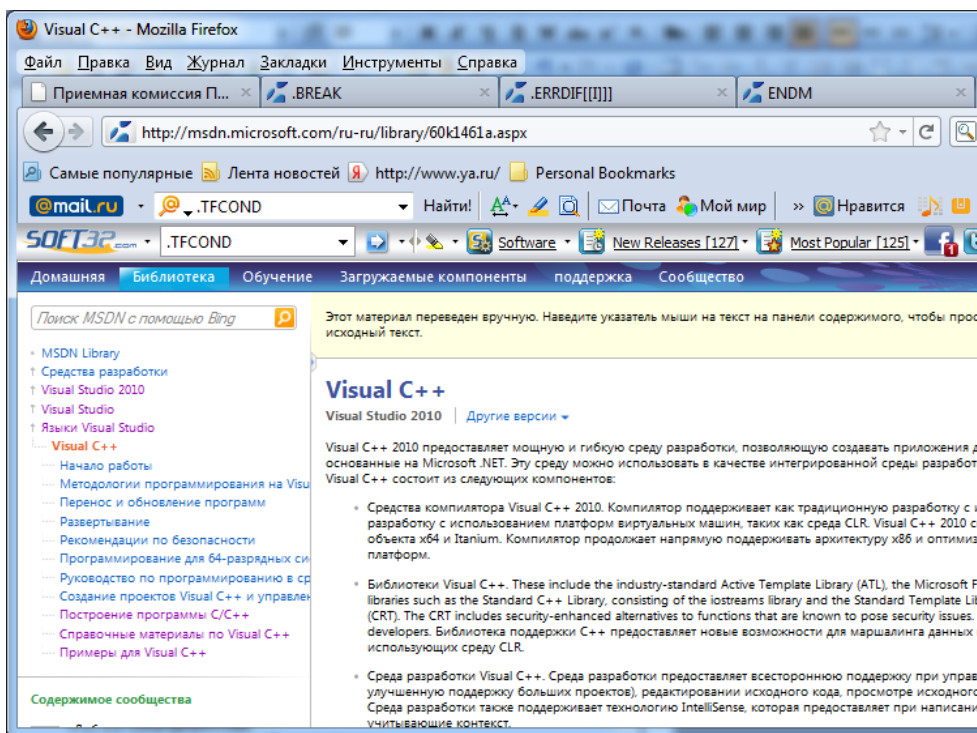 Visual C++ - Mozilla Firefox
Файл Правка Вид Журнал Закладки Инструменты Справка
Приемная комиссия П... .BREAK .ERRDIF[[I]]] ENDM
http://msdn.microsoft.com/ru-ru/library/60k1461a.aspx
Самые популярные Лента новостей Я http://www.ya.ru/ Personal Bookmarks
@mail.ru .TFCOND Найти! Почта Мой мир » Нравится
SOFT32.com .TFCOND Software New Releases [127] Most Popular [125]
Домашняя Библиотека Обучение Загружаемые компоненты поддержка Сообщество
Поиск MSDN с помощью Bing
Этот материал переведен вручную. Наведите указатель мыши на текст на панели содержимого, чтобы прос
исходный текст.
MSDN Library
Средства разработки
Visual Studio 2010
Visual Studio
Языки Visual Studio
Visual C++
Начало работы
Методологии программирования на Visu
Перенос и обновление программ
Развертывание
Рекомендации по безопасности
Программирование для 64-разрядных си
Руководство по программированию в ср
Создание проектов Visual C++ и управлен
Построение программы C/C++
Справочные материалы по Visual C++
Примеры для Visual C++
Содержимое сообщества
Visual C++
Visual Studio 2010 Другие версии
Visual C++ 2010 предоставляет мощную и гибкую среду разработки, позволяющую создавать приложения д
основанные на Microsoft .NET. Эту среду можно использовать в качестве интегрированной среды разработ
Visual C++ состоит из следующих компонентов:
Средства компилятора Visual C++ 2010. Компилятор поддерживает как традиционную разработку с и
разработку с использованием платформ виртуальных машин, таких как среда CLR. Visual C++ 2010 с
объекта x64 и Itanium. Компилятор продолжает напрямую поддерживать архитектуру x86 и оптимиз
платформ.
Библиотеки Visual C++. These include the industry-standard Active Template Library (ATL), the Microsoft F
libraries such as the Standard C++ Library, consisting of the iostreams library and the Standard Template Lib
(CRT). The CRT includes security-enhanced alternatives to functions that are known to pose security issues.
developers. Библиотека поддержки C++ предоставляет новые возможности для маршалинга данных
использующих среду CLR.
Среда разработки Visual C++. Среда разработки предоставляет всестороннюю поддержку при управ
улучшенную поддержку больших проектов), редактировании исходного кода, просмотре исходного
Среда разработки также поддерживает технологию IntelliSense, которая предоставляет при написани
учитывающие контекст.